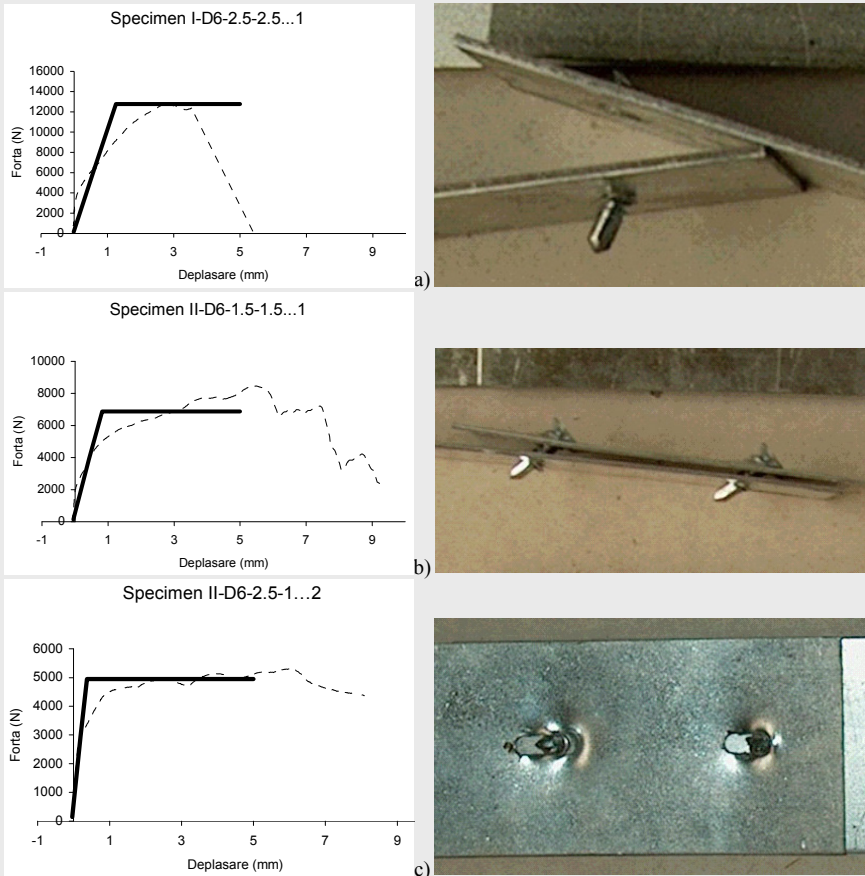 Specimen I-D6-2.5-2.5...1
16000
14000
12000
10000
8000
6000
4000
2000
0
Forta (N)
-1 1 3 5 7 9
Deplasare (mm)
a)
Specimen II-D6-1.5-1.5...1
10000
8000
6000
4000
2000
0
Forta (N)
-1 1 3 5 7 9
Deplasare (mm)
b)
Specimen II-D6-2.5-1...2
6000
5000
4000
3000
2000
1000
0
Forta (N)
-1 1 3 5 7 9
Deplasare (mm)
c)